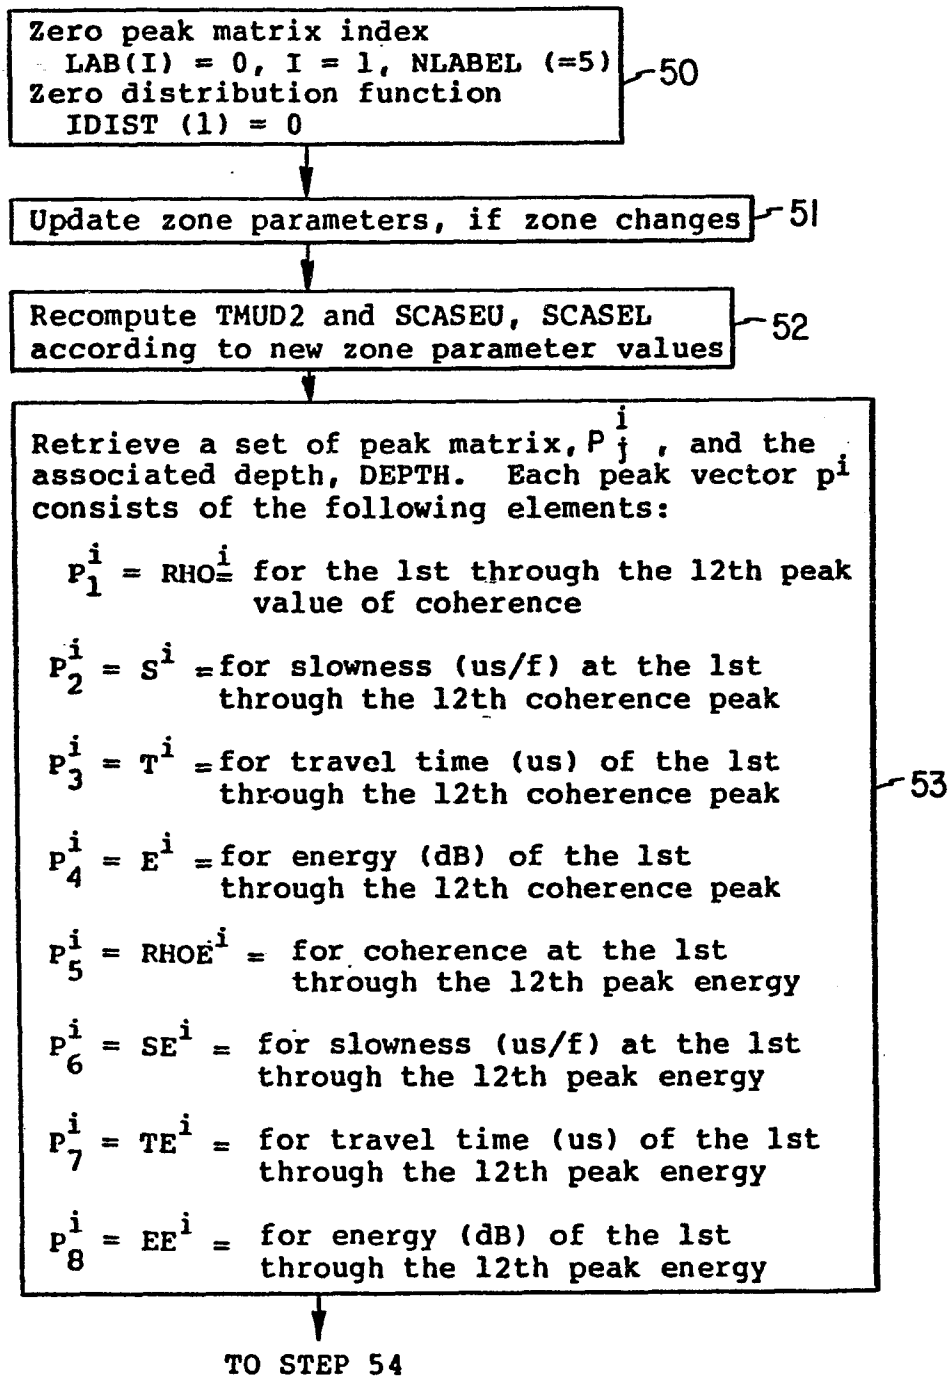 Zero peak matrix index
LAB(I) = 0, I = 1, NLABEL (=5)
Zero distribution function
IDIST (1) = 0
50
Update zone parameters, if zone changes
51
Recompute TMUD2 and SCASEU, SCASEL
according to new zone parameter values
52
Retrieve a set of peak matrix, P^i_j , and the
associated depth, DEPTH. Each peak vector p^i
consists of the following elements:
P^i_1 = RHO^i= for the 1st through the 12th peak
value of coherence
P^i_2 = S^i = for slowness (us/f) at the 1st
through the 12th coherence peak
P^i_3 = T^i = for travel time (us) of the 1st
through the 12th coherence peak
53
P^i_4 = E^i = for energy (dB) of the 1st
through the 12th coherence peak
P^i_5 = RHOE^i = for coherence at the 1st
through the 12th peak energy
P^i_6 = SE^i = for slowness (us/f) at the 1st
through the 12th peak energy
P^i_7 = TE^i = for travel time (us) of the 1st
through the 12th peak energy
P^i_8 = EE^i = for energy (dB) of the 1st
through the 12th peak energy
TO STEP 54